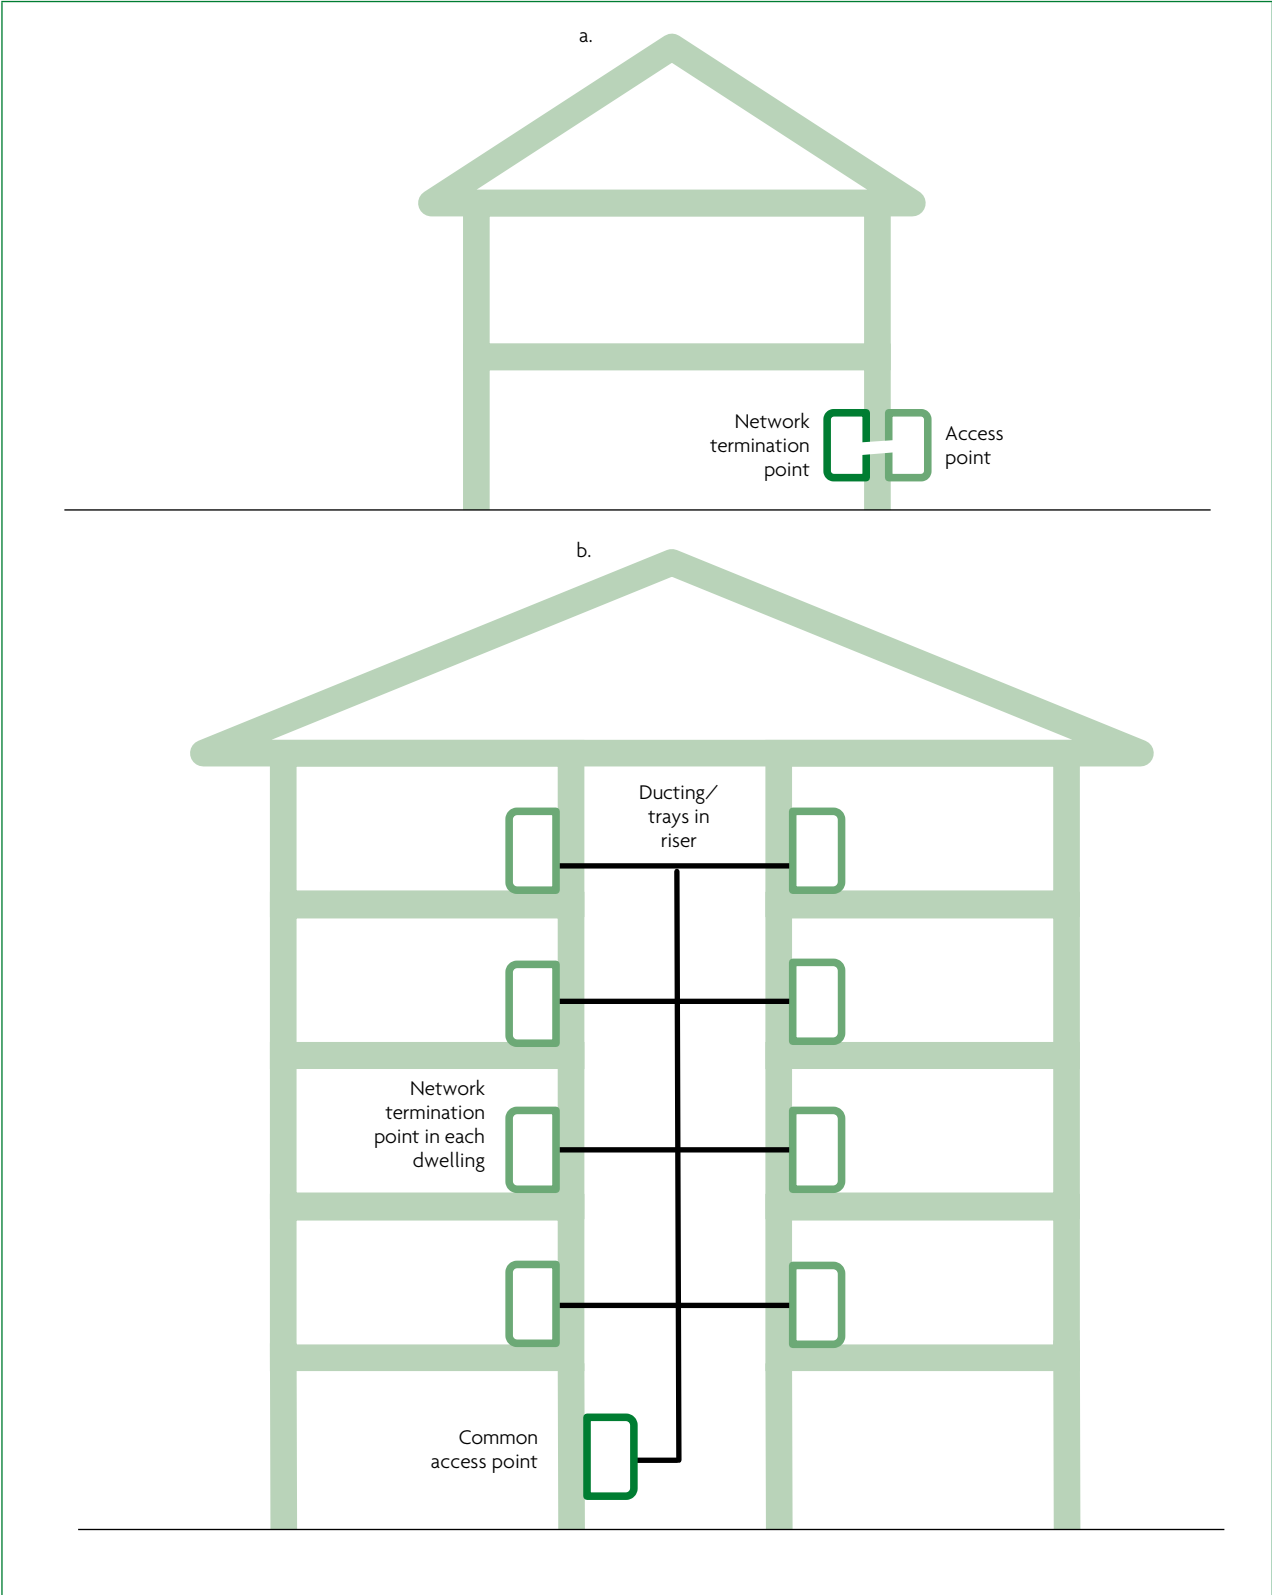 a.
Network
termination
point
Access
point
b.
Ducting/
trays in
riser
Network
termination
point in each
dwelling
Common
access point